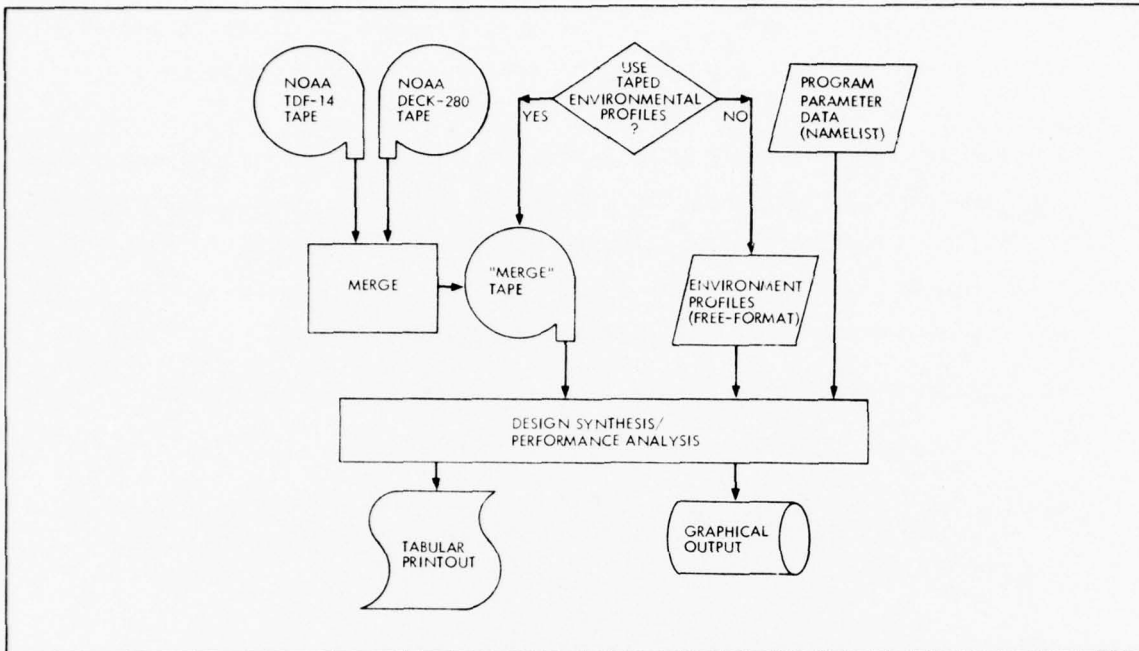 NOAA
TDF-14
TAPE
NOAA
DECK-280
TAPE
USE
TAPED
ENVIRONMENTAL
PROFILES
?
YES
NO
PROGRAM
PARAMETER
DATA
(NAMELIST)
MERGE
"MERGE"
TAPE
ENVIRONMENT
PROFILES
(FREE-FORMAT)
DESIGN SYNTHESIS/
PERFORMANCE ANALYSIS
TABULAR
PRINTOUT
GRAPHICAL
OUTPUT